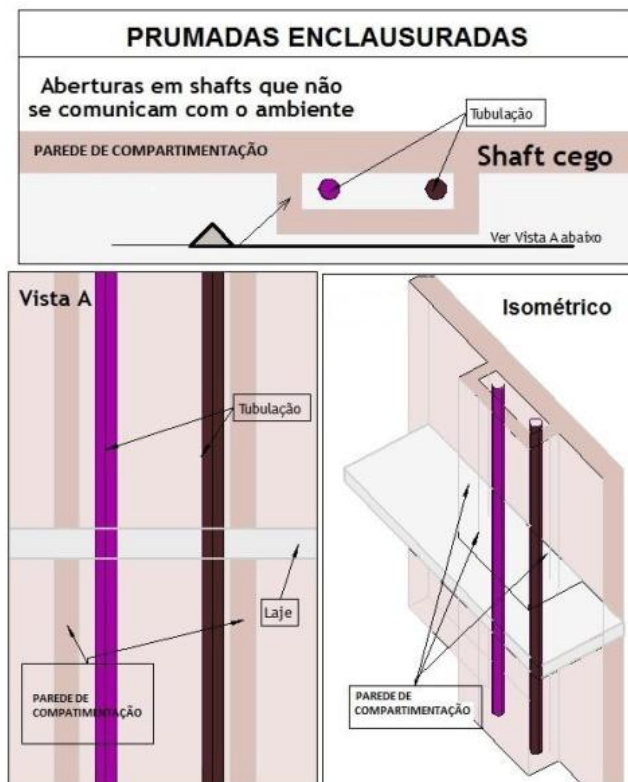 PRUMADAS ENCLAUSURADAS
Aberturas em shafts que não
se comunicam com o ambiente
Tubulação
PAREDE DE COMPARTIMENTAÇÃO
Shaft cego
Ver Vista A abaixo
Vista A
Tubulação
Laje
PAREDE DE
COMPATIMENTAÇÃO
Isométrico
PAREDE DE
COMPARTIMENTAÇÃO